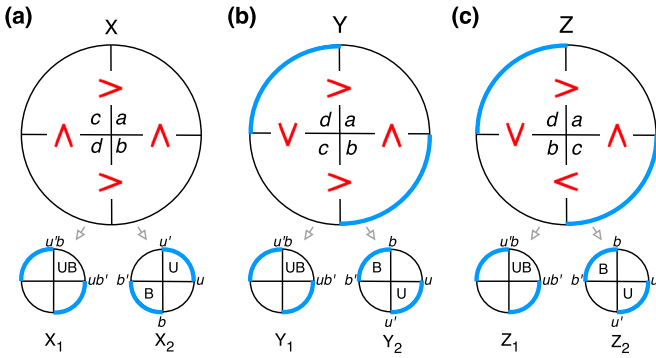 (a) X (b) Y (c) Z
> > >
c a d a d a
∧ ∧ ∨ ∧ ∨ ∧
d b c b b c
> > <
u'b u' u'b b u'b b
UB U UB B UB B
ub' b' u ub' b' u ub' b' u
B U U
b u' u'
X1 X2 Y1 Y2 Z1 Z2